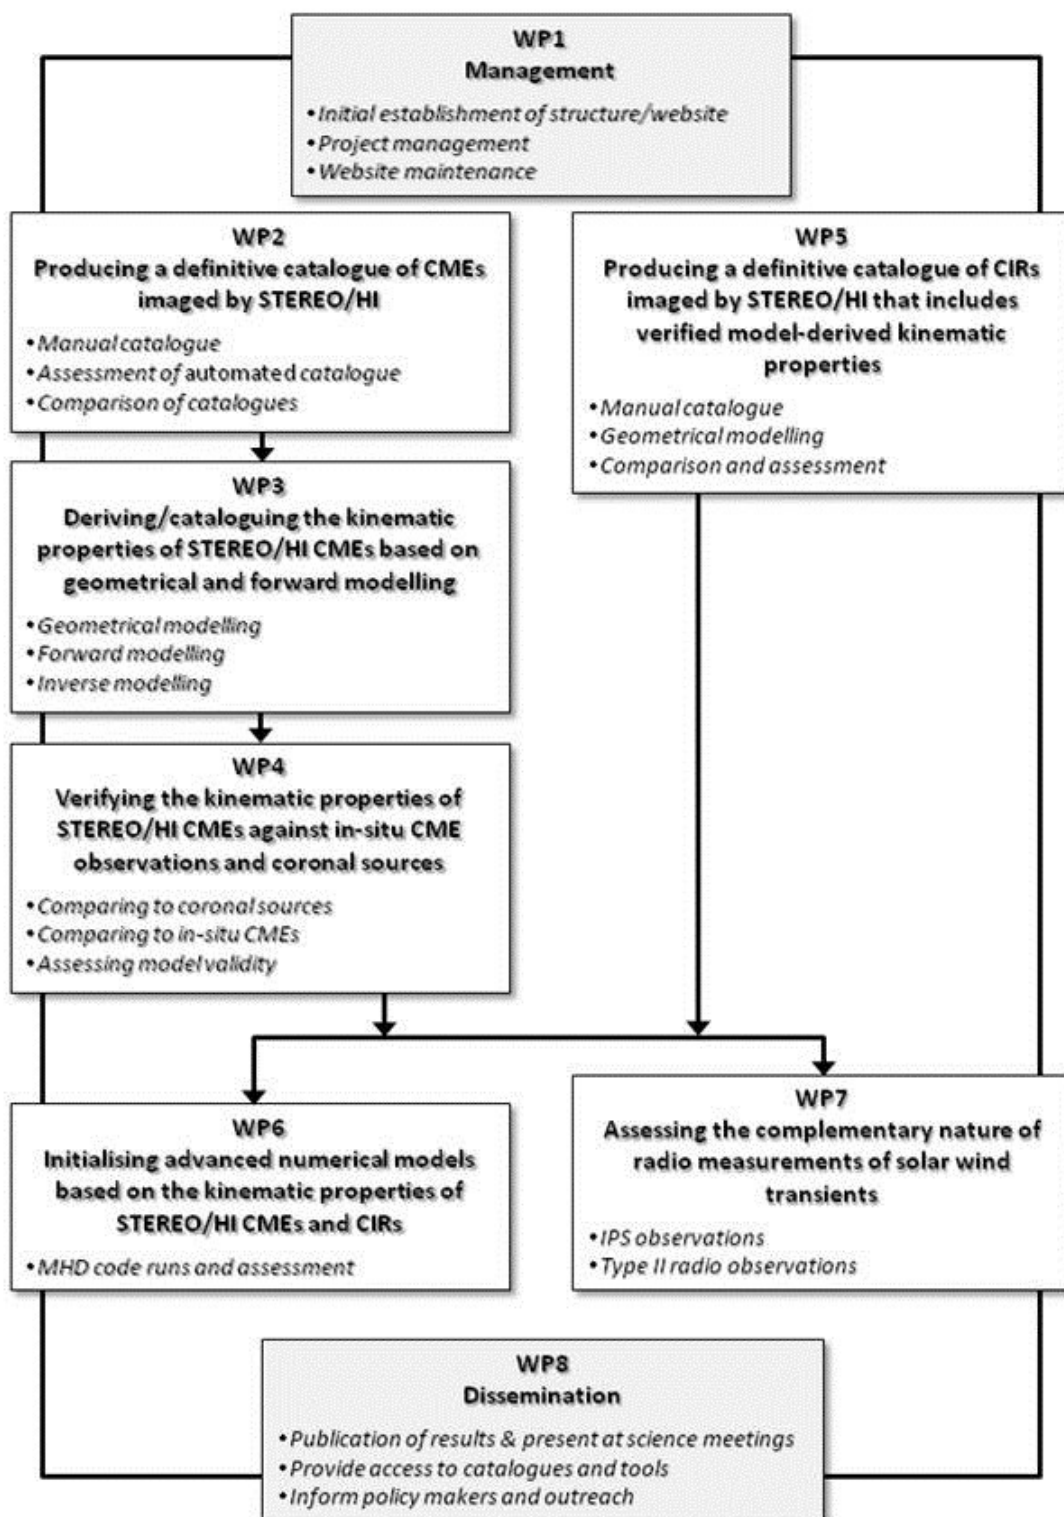 WP1
Management
•Initial establishment of structure/website
•Project management
•Website maintenance
WP2
Producing a definitive catalogue of CMEs
imaged by STEREO/HI
•Manual catalogue
•Assessment of automated catalogue
•Comparison of catalogues
WP5
Producing a definitive catalogue of CIRs
imaged by STEREO/HI that includes
verified model-derived kinematic
properties
•Manual catalogue
•Geometrical modelling
•Comparison and assessment
WP3
Deriving/cataloguing the kinematic
properties of STEREO/HI CMEs based on
geometrical and forward modelling
•Geometrical modelling
•Forward modelling
•Inverse modelling
WP4
Verifying the kinematic properties of
STEREO/HI CMEs against in-situ CME
observations and coronal sources
•Comparing to coronal sources
•Comparing to in-situ CMEs
•Assessing model validity
WP6
Initialising advanced numerical models
based on the kinematic properties of
STEREO/HI CMEs and CIRs
•MHD code runs and assessment
WP7
Assessing the complementary nature of
radio measurements of solar wind
transients
•IPS observations
•Type II radio observations
WP8
Dissemination
•Publication of results & present at science meetings
•Provide access to catalogues and tools
•Inform policy makers and outreach